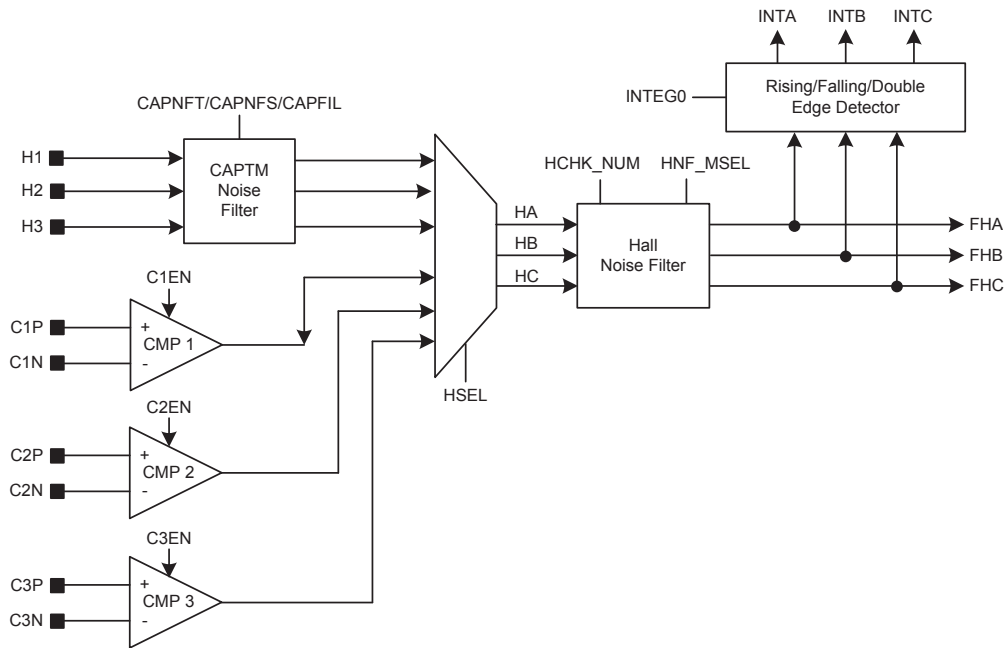 INTA INTB INTC
Rising/Falling/Double
Edge Detector
INTEG0
CAPNFT/CAPNFS/CAPFIL
H1
H2
H3
CAPTM
Noise
Filter
HCHK_NUM HNF_MSEL
HA
HB
HC
Hall
Noise Filter
FHA
FHB
FHC
HSEL
C1EN
C1P
C1N
+
-
CMP 1
C2EN
C2P
C2N
+
-
CMP 2
C3EN
C3P
C3N
+
-
CMP 3